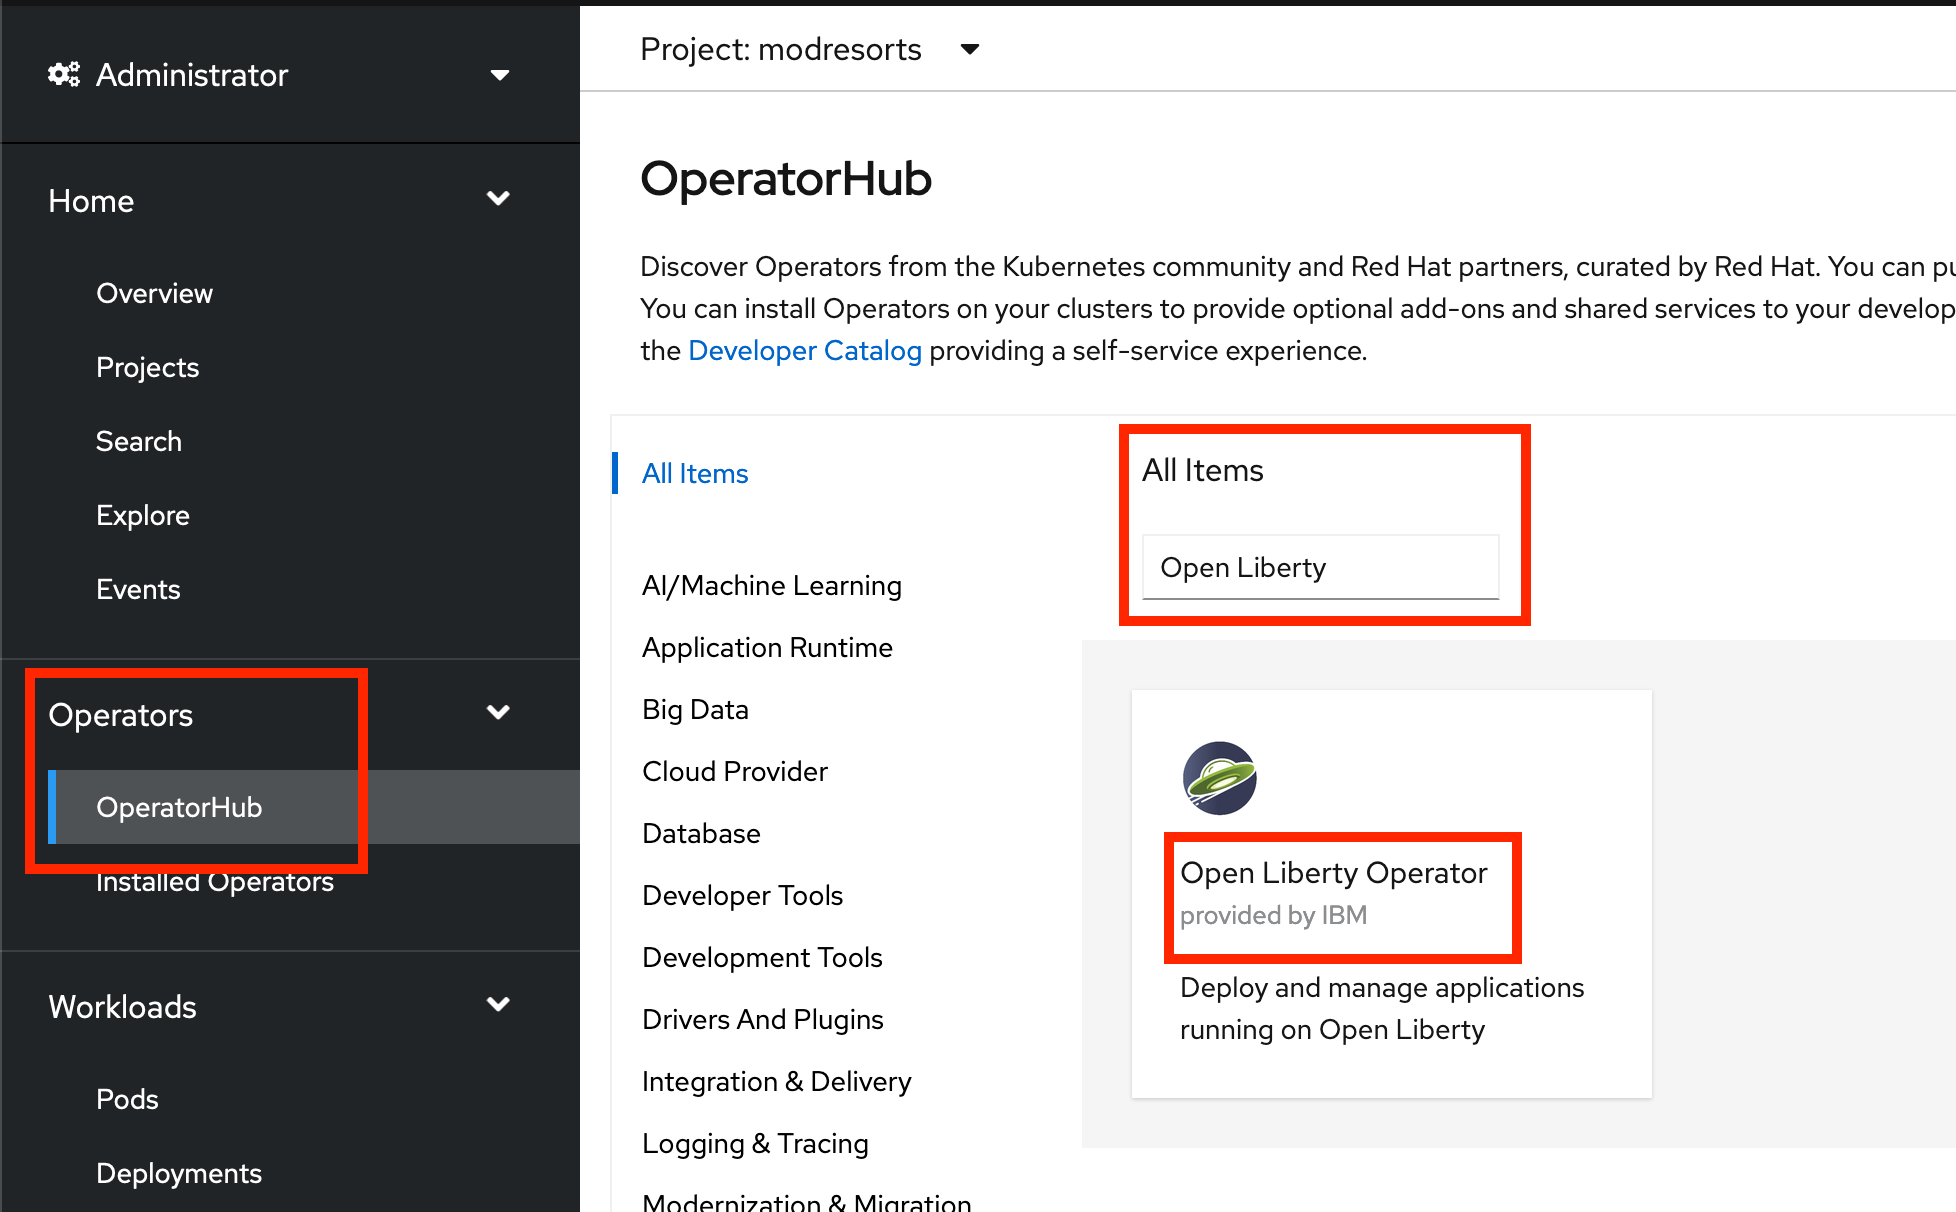 Administrator
Home
Overview
Projects
Search
Explore
Events
Operators
OperatorHub
Installed Operators
Workloads
Pods
Deployments
Project: modresorts
OperatorHub
Discover Operators from the Kubernetes community and Red Hat partners, curated by Red Hat. You can
You can install Operators on your clusters to provide optional add-ons and shared services to your
the Developer Catalog providing a self-service experience.
All Items
AI/Machine Learning
Application Runtime
Big Data
Cloud Provider
Database
Developer Tools
Development Tools
Drivers And Plugins
Integration & Delivery
Logging & Tracing
Modernization & Migration
All Items
Open Liberty
Open Liberty Operator
provided by IBM
Deploy and manage applications
running on Open Liberty